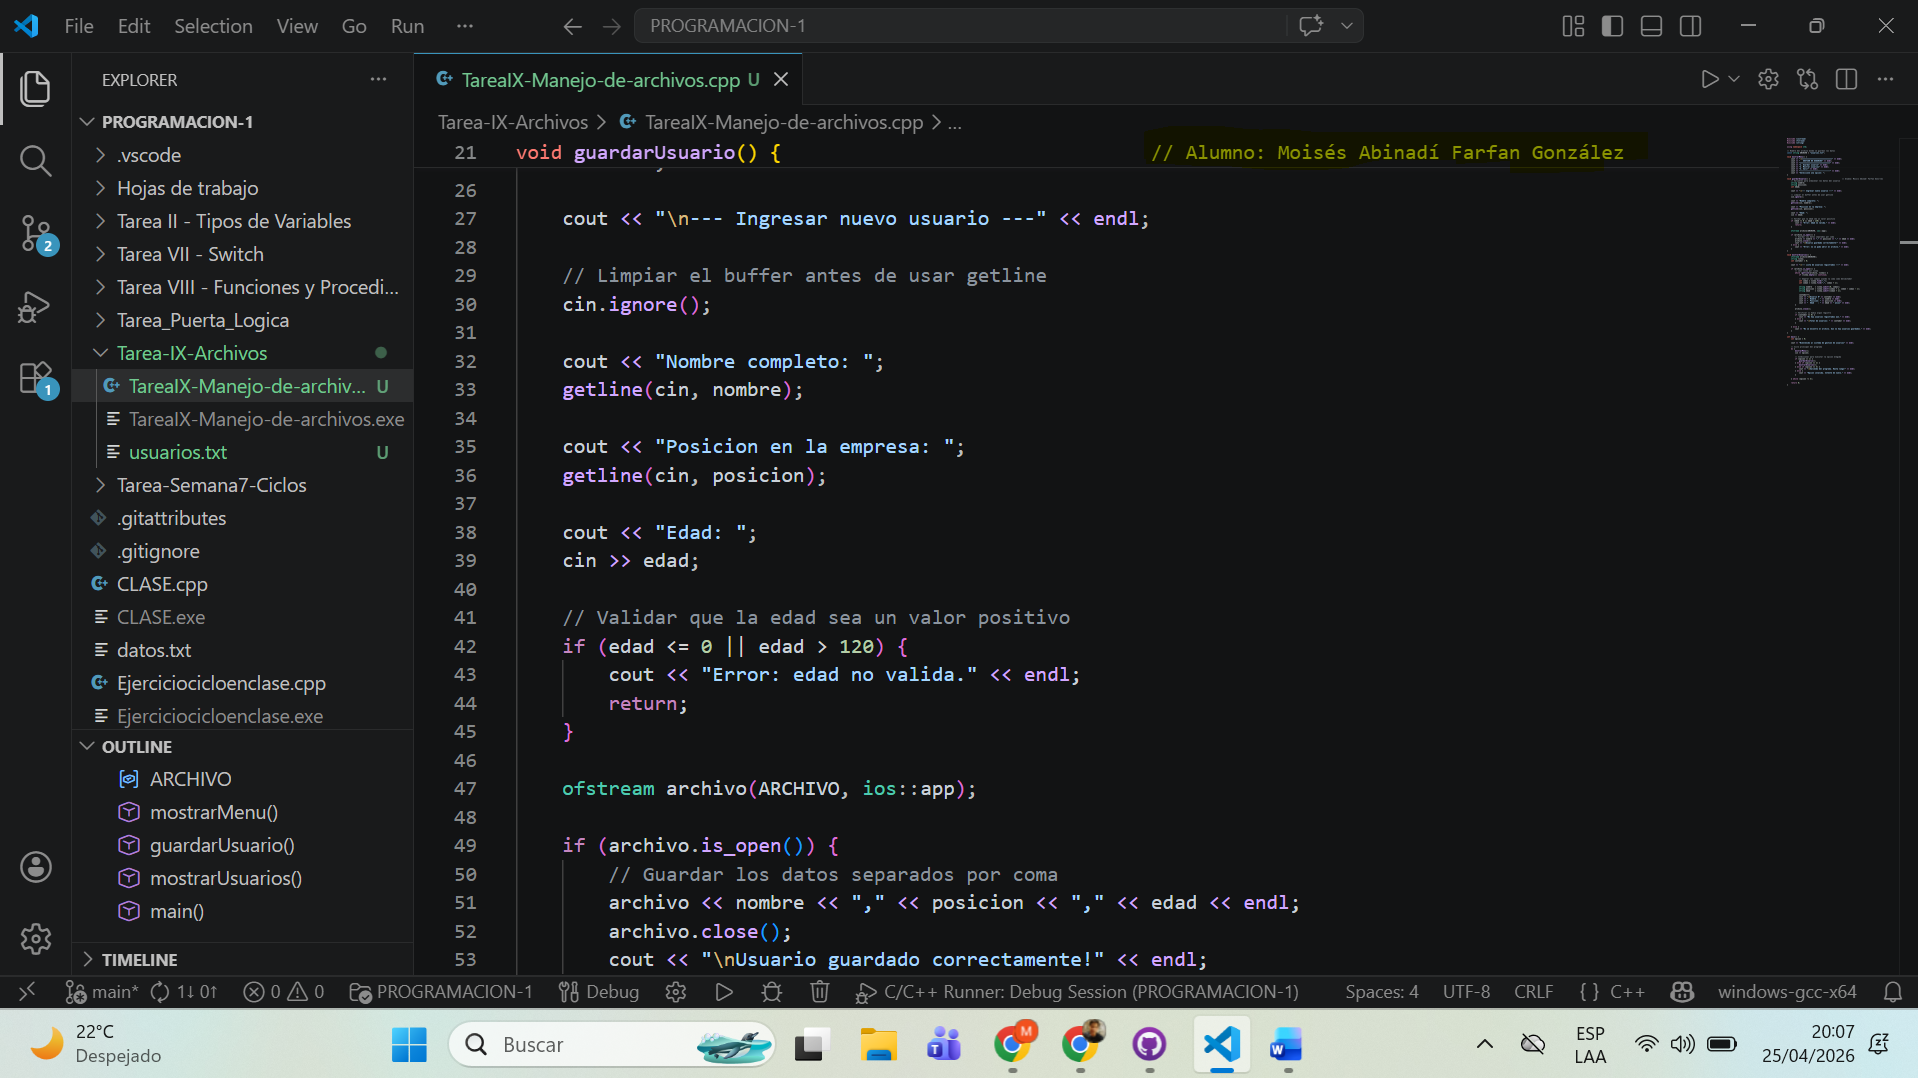 File Edit Selection View Go Run ...
PROGRAMACION-1
EXPLORER
PROGRAMACION-1
.vscode
Hojas de trabajo
Tarea II - Tipos de Variables
Tarea VII - Switch
Tarea VIII - Funciones y Procedi...
Tarea_Puerta_Logica
Tarea-IX-Archivos
TareaIX-Manejo-de-archiv... U
TareaIX-Manejo-de-archivos.exe
usuarios.txt U
Tarea-Semana7-Ciclos
.gitattributes
.gitignore
CLASE.cpp
CLASE.exe
datos.txt
Ejerciciocicloenclase.cpp
Ejerciciocicloenclase.exe
OUTLINE
ARCHIVO
mostrarMenu()
guardarUsuario()
mostrarUsuarios()
main()
TIMELINE
2
1
TareaIX-Manejo-de-archivos.cpp U
Tarea-IX-Archivos > TareaIX-Manejo-de-archivos.cpp > ...
21 void guardarUsuario() { // Alumno: Moisés Abinadí Farfan González
26
27 cout << "\n--- Ingresar nuevo usuario ---" << endl;
28
29 // Limpiar el buffer antes de usar getline
30 cin.ignore();
31
32 cout << "Nombre completo: ";
33 getline(cin, nombre);
34
35 cout << "Posicion en la empresa: ";
36 getline(cin, posicion);
37
38 cout << "Edad: ";
39 cin >> edad;
40
41 // Validar que la edad sea un valor positivo
42 if (edad <= 0 || edad > 120) {
43 cout << "Error: edad no valida." << endl;
44 return;
45 }
46
47 ofstream archivo(ARCHIVO, ios::app);
48
49 if (archivo.is_open()) {
50 // Guardar los datos separados por coma
51 archivo << nombre << "," << posicion << "," << edad << endl;
52 archivo.close();
53 cout << "\nUsuario guardado correctamente!" << endl;
main* 1↓ 0↑ 0 0 PROGRAMACION-1 Debug C/C++ Runner: Debug Session (PROGRAMACION-1) Spaces: 4 UTF-8 CRLF { } C++ windows-gcc-x64
22°C
Despejado
Buscar
M
ESP
LAA
20:07
25/04/2026